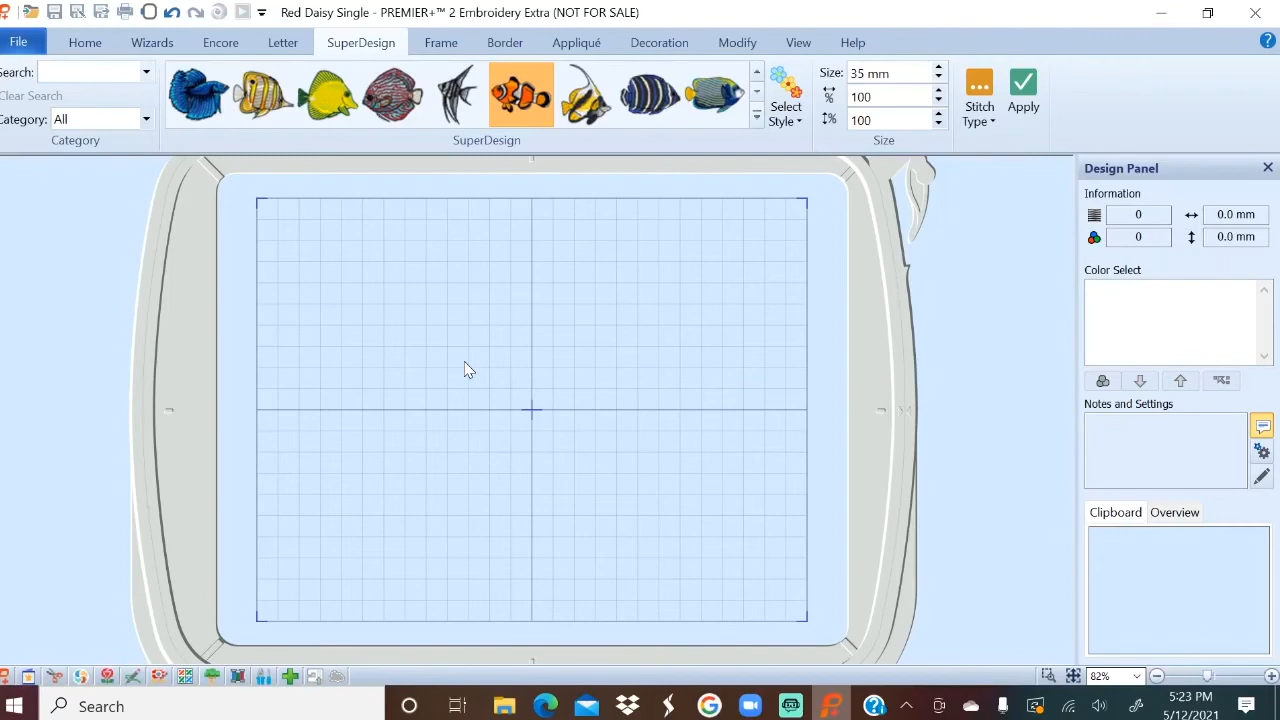 Red Daisy Single - PREMIER+™ 2 Embroidery Extra (NOT FOR SALE)
File Home Wizards Encore Letter SuperDesign Frame Border Appliqué Decoration Modify View Help
Search:
Clear Search
Category: All
Category
SuperDesign
Select
Style
Size: 35 mm
% 100
% 100
Size
Stitch
Type
Apply
Design Panel
Information
0 0.0 mm
0 0.0 mm
Color Select
Notes and Settings
Clipboard Overview
82%
Search
5:23 PM
5/12/2021